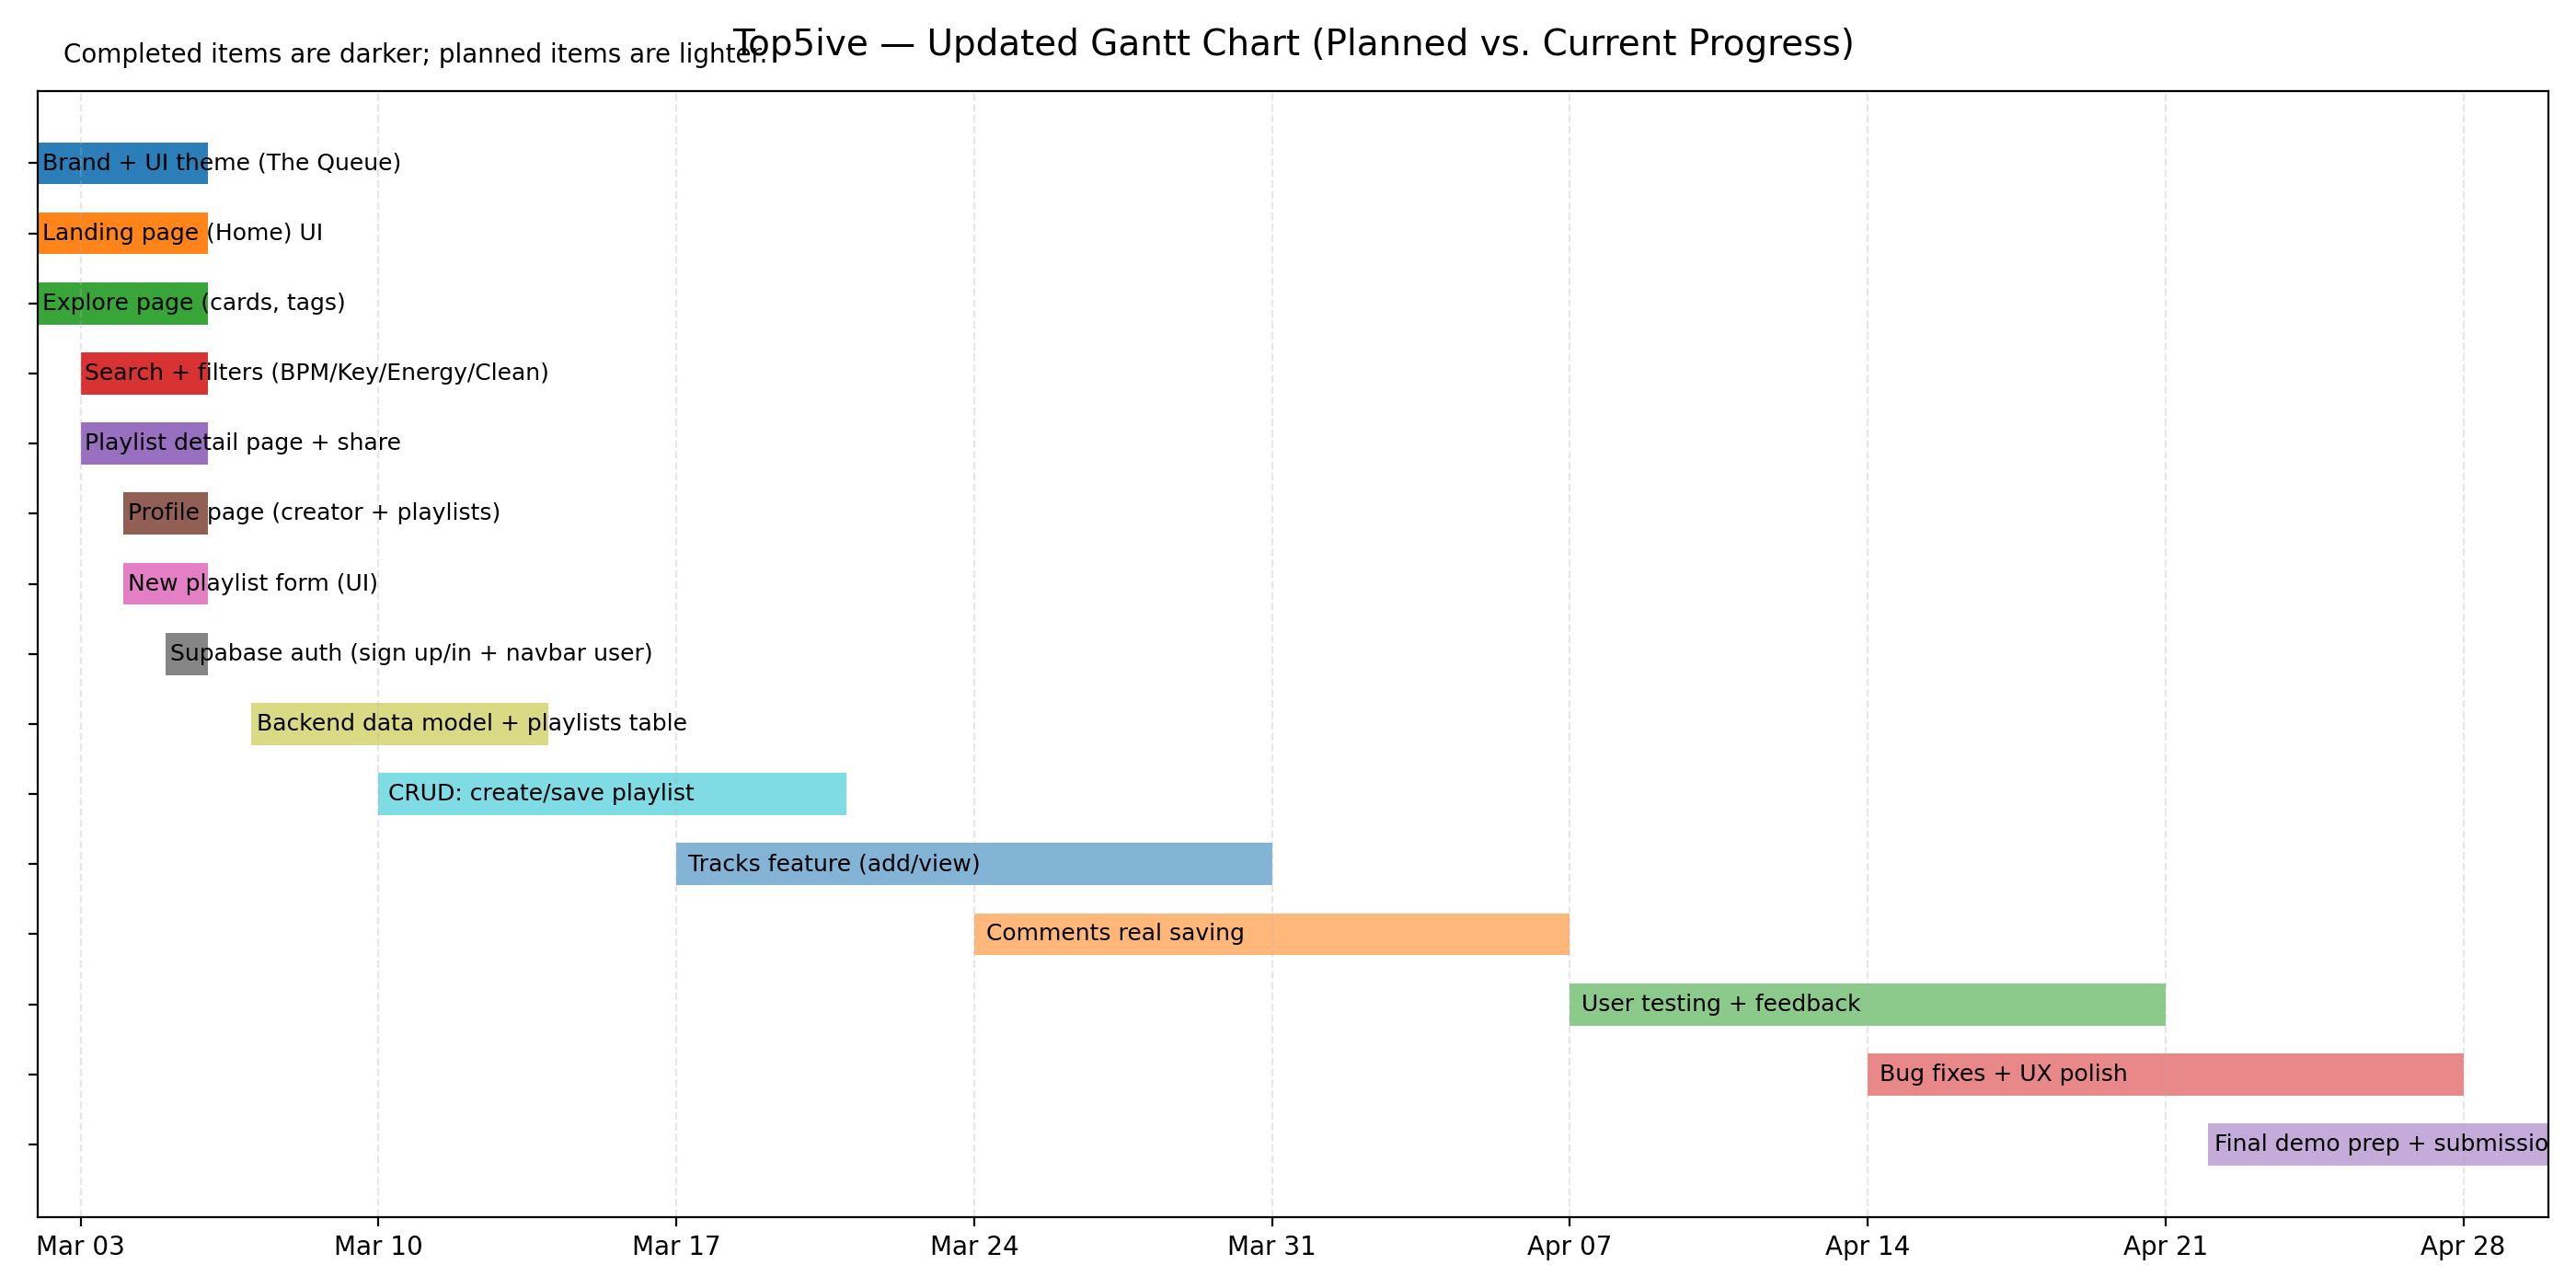 Top5ive — Updated Gantt Chart (Planned vs. Current Progress)
Completed items are darker; planned items are lighter.
Brand + UI theme (The Queue)
Landing page (Home) UI
Explore page (cards, tags)
Search + filters (BPM/Key/Energy/Clean)
Playlist detail page + share
Profile page (creator + playlists)
New playlist form (UI)
Supabase auth (sign up/in + navbar user)
Backend data model + playlists table
CRUD: create/save playlist
Tracks feature (add/view)
Comments real saving
User testing + feedback
Bug fixes + UX polish
Final demo prep + submissio
Mar 03 Mar 10 Mar 17 Mar 24 Mar 31 Apr 07 Apr 14 Apr 21 Apr 28